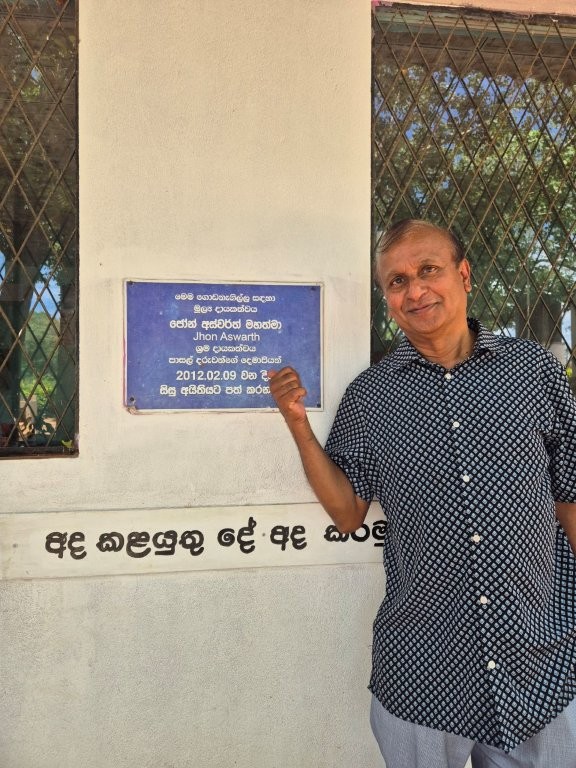 මෙම ගොඩනැගිල්ල සඳහා
මූල්‍ය දායකත්වය
ජෝන් අස්වර්ත් මහත්මා
Jhon Aswarth
ශ්‍රම දායකත්වය
පාසල් දරුවන්ගේ දෙමාපියන්
2012.02.09 වන
සිසු අයිතියට පත් කරන
අද කළයුතු දේ අද කරමු